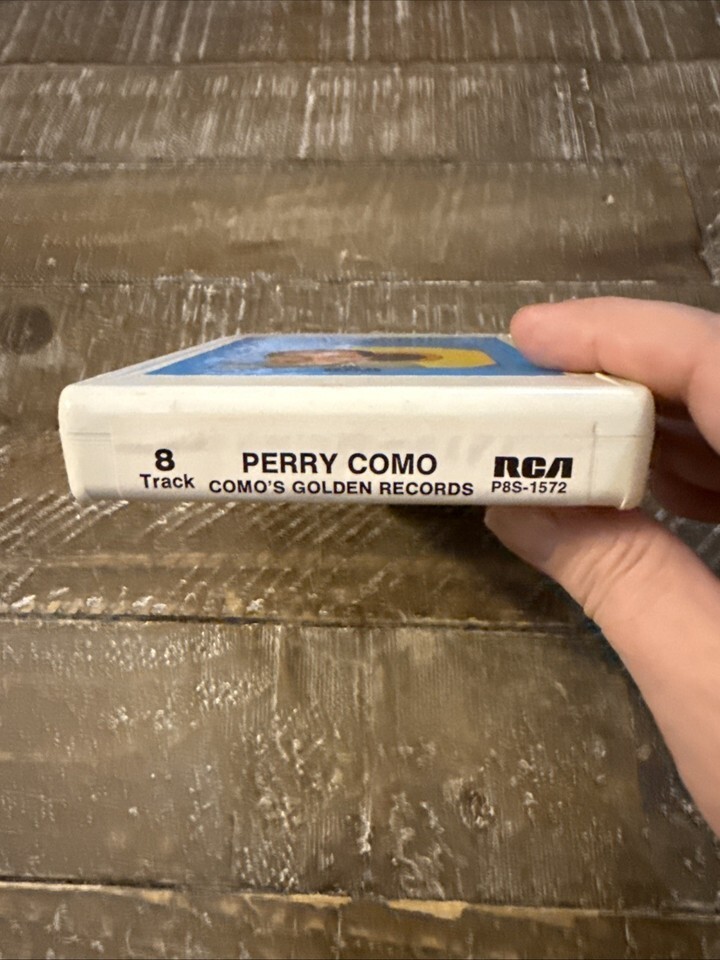 8
Track
PERRY COMO
COMO'S GOLDEN RECORDS
RCA
P8S-1572